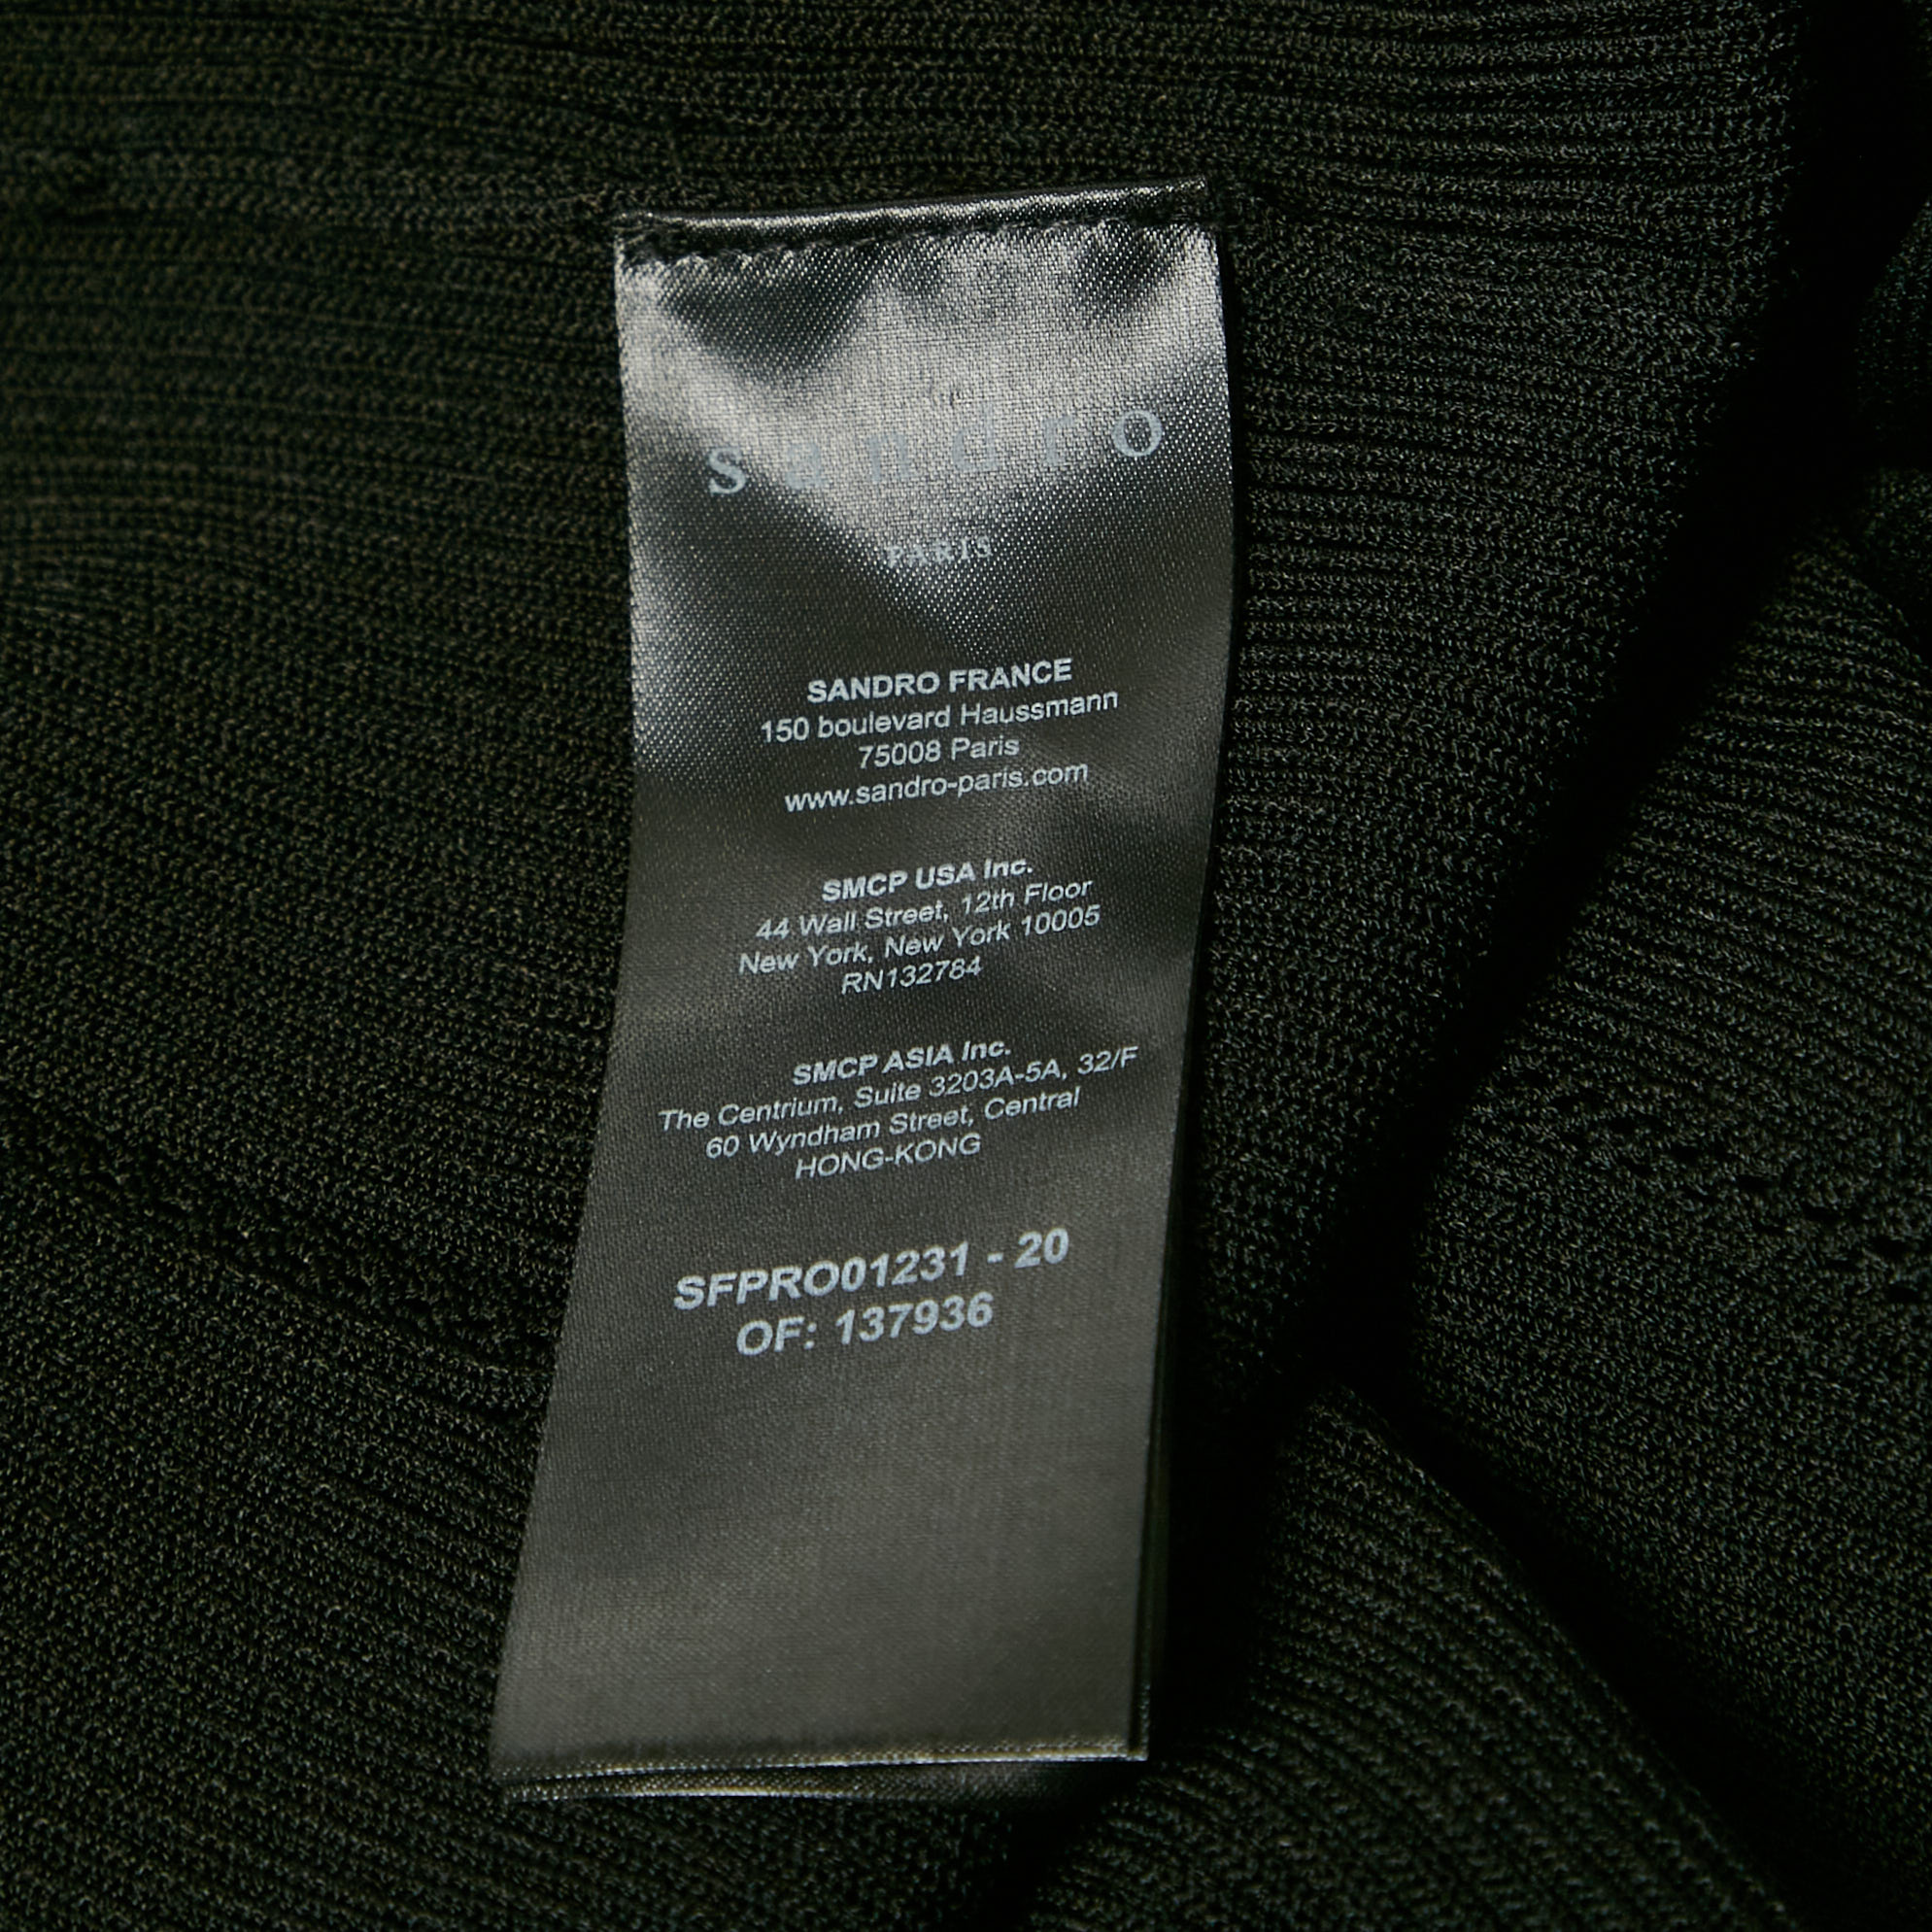 sandro
PARIS
SANDRO FRANCE
150 boulevard Haussmann
75008 Paris
www.sandro-paris.com
SMCP USA Inc.
44 Wall Street, 12th Floor
New York, New York 10005
RN132784
SMCP ASIA Inc.
The Centrium, Suite 3203A-5A, 32/F
60 Wyndham Street, Central
HONG-KONG
SFPRO01231 - 20
OF: 137936